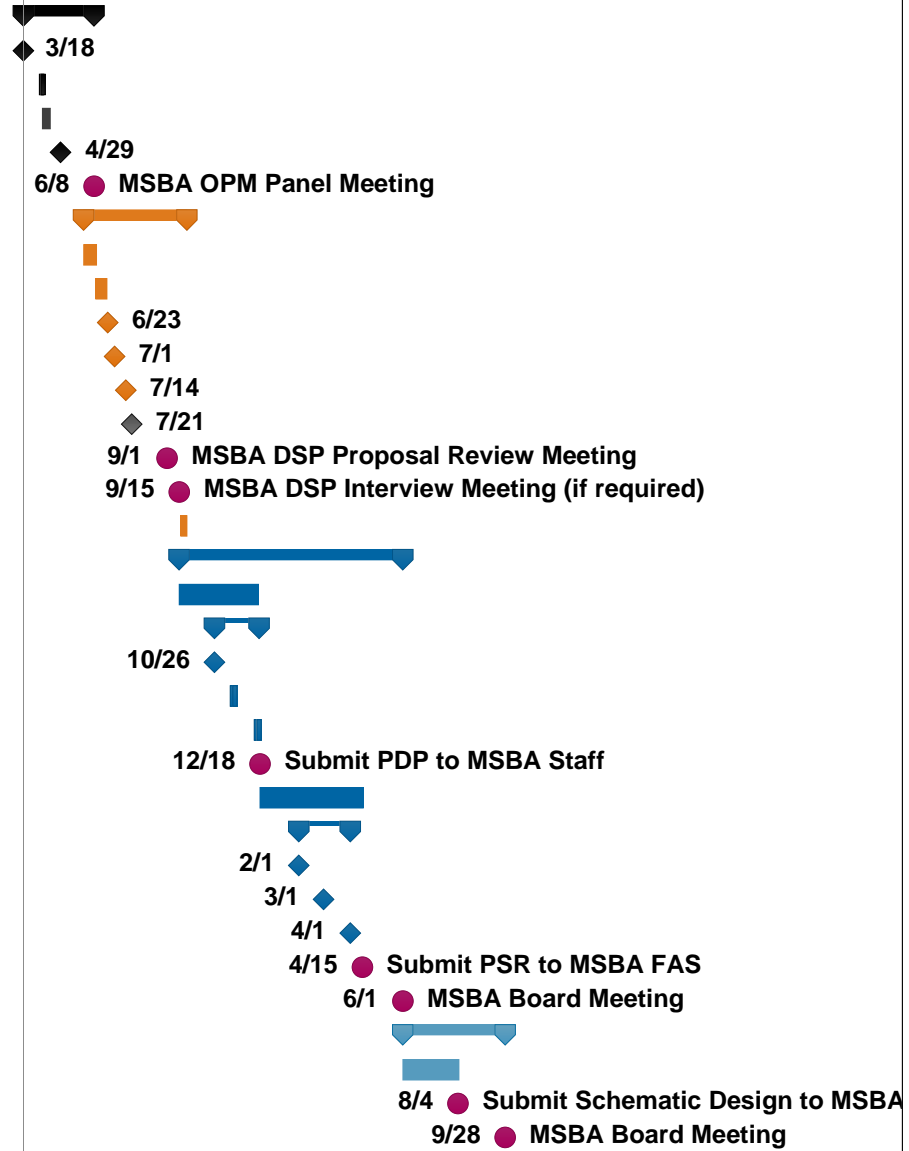 3/18
4/29
6/8 MSBA OPM Panel Meeting
6/23
7/1
7/14
7/21
9/1 MSBA DSP Proposal Review Meeting
9/15 MSBA DSP Interview Meeting (if required)
10/26
12/18 Submit PDP to MSBA Staff
2/1
3/1
4/1
4/15 Submit PSR to MSBA FAS
6/1 MSBA Board Meeting
8/4 Submit Schematic Design to MSBA
9/28 MSBA Board Meeting